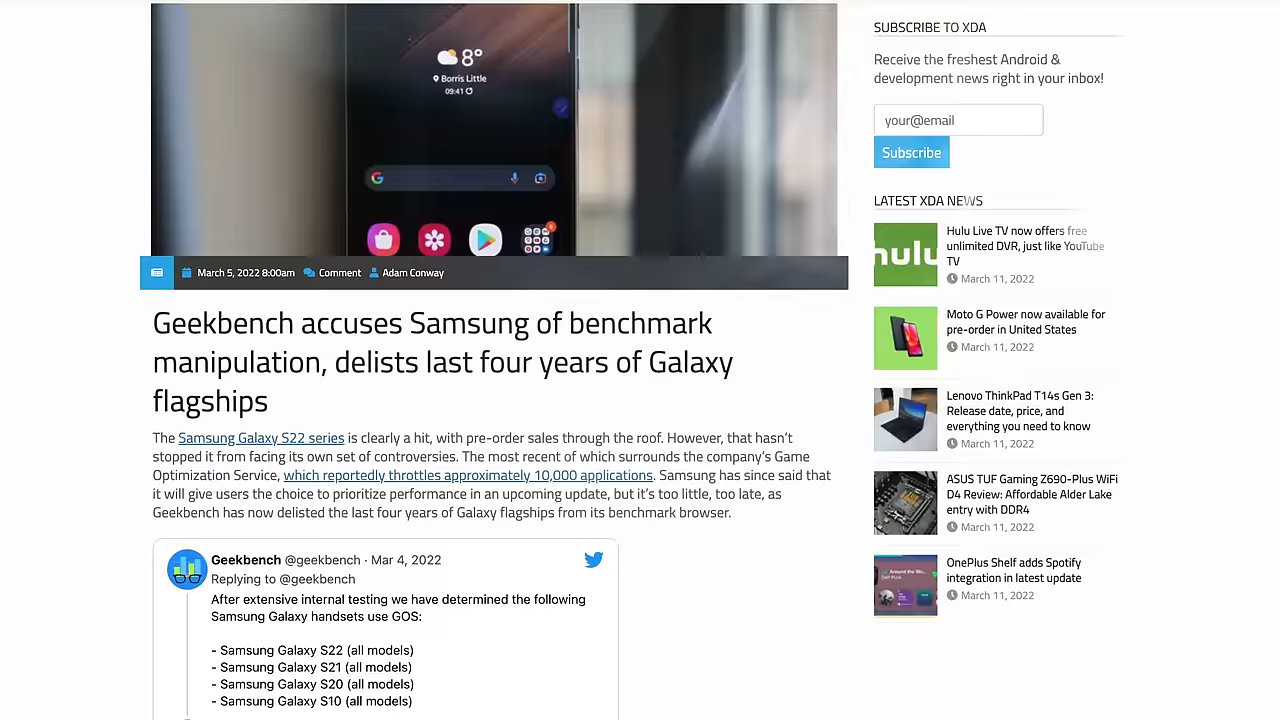 8°
Borris Little
09:41
March 5, 2022 8:00am Comment Adam Conway
Geekbench accuses Samsung of benchmark
manipulation, delists last four years of Galaxy
flagships
The Samsung Galaxy S22 series is clearly a hit, with pre-order sales through the roof. However, that hasn't
stopped it from facing its own set of controversies. The most recent of which surrounds the company's Game
Optimization Service, which reportedly throttles approximately 10,000 applications. Samsung has since said that
it will give users the choice to prioritize performance in an upcoming update, but it's too little, too late, as
Geekbench has now delisted the last four years of Galaxy flagships from its benchmark browser.
Geekbench @geekbench · Mar 4, 2022
Replying to @geekbench
After extensive internal testing we have determined the following
Samsung Galaxy handsets use GOS:
- Samsung Galaxy S22 (all models)
- Samsung Galaxy S21 (all models)
- Samsung Galaxy S20 (all models)
- Samsung Galaxy S10 (all models)
SUBSCRIBE TO XDA
Receive the freshest Android &
development news right in your inbox!
your@email
Subscribe
LATEST XDA NEWS
hulu
Hulu Live TV now offers free
unlimited DVR, just like YouTube
TV
March 11, 2022
Moto G Power now available for
pre-order in United States
March 11, 2022
Lenovo ThinkPad T14s Gen 3:
Release date, price, and
everything you need to know
March 11, 2022
ASUS TUF Gaming Z690-Plus WiFi
D4 Review: Affordable Alder Lake
entry with DDR4
March 11, 2022
Around the Wo...
Daft Punk
OnePlus Shelf adds Spotify
integration in latest update
March 11, 2022